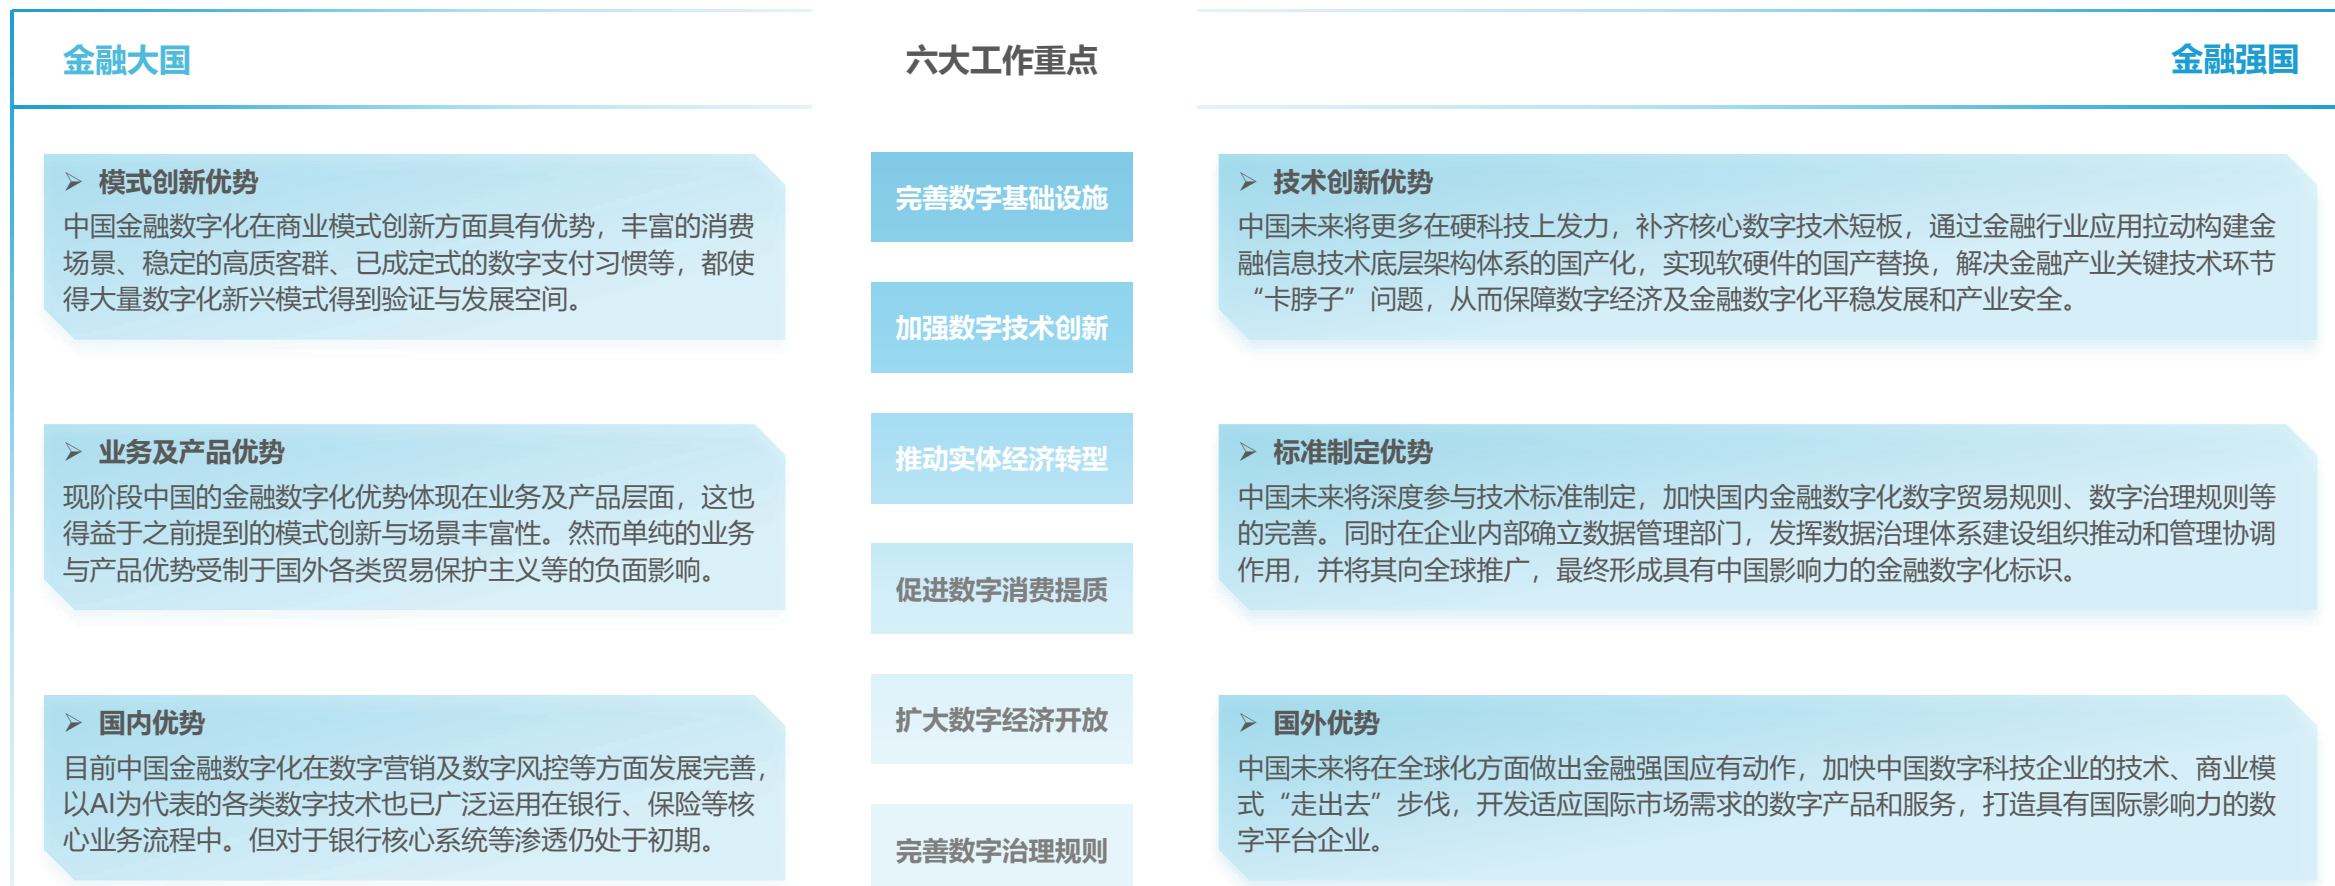 金融大国
六大工作重点
金融强国
➢ 模式创新优势
中国金融数字化在商业模式创新方面具有优势，丰富的消费
场景、稳定的高质客群、已成定式的数字支付习惯等，都使
得大量数字化新兴模式得到验证与发展空间。
➢ 业务及产品优势
现阶段中国的金融数字化优势体现在业务及产品层面，这也
得益于之前提到的模式创新与场景丰富性。然而单纯的业务
与产品优势受制于国外各类贸易保护主义等的负面影响。
➢ 国内优势
目前中国金融数字化在数字营销及数字风控等方面发展完善，
以AI为代表的各类数字技术也已广泛运用在银行、保险等核
心业务流程中。但对于银行核心系统等渗透仍处于初期。
完善数字基础设施
加强数字技术创新
推动实体经济转型
促进数字消费提质
扩大数字经济开放
完善数字治理规则
➢ 技术创新优势
中国未来将更多在硬科技上发力，补齐核心数字技术短板，通过金融行业应用拉动构建金
融信息技术底层架构体系的国产化，实现软硬件的国产替换，解决金融产业关键技术环节
“卡脖子”问题，从而保障数字经济及金融数字化平稳发展和产业安全。
➢ 标准制定优势
中国未来将深度参与技术标准制定，加快国内金融数字化数字贸易规则、数字治理规则等
的完善。同时在企业内部确立数据管理部门，发挥数据治理体系建设组织推动和管理协调
作用，并将其向全球推广，最终形成具有中国影响力的金融数字化标识。
➢ 国外优势
中国未来将在全球化方面做出金融强国应有动作，加快中国数字科技企业的技术、商业模
式“走出去”步伐，开发适应国际市场需求的数字产品和服务，打造具有国际影响力的数
字平台企业。